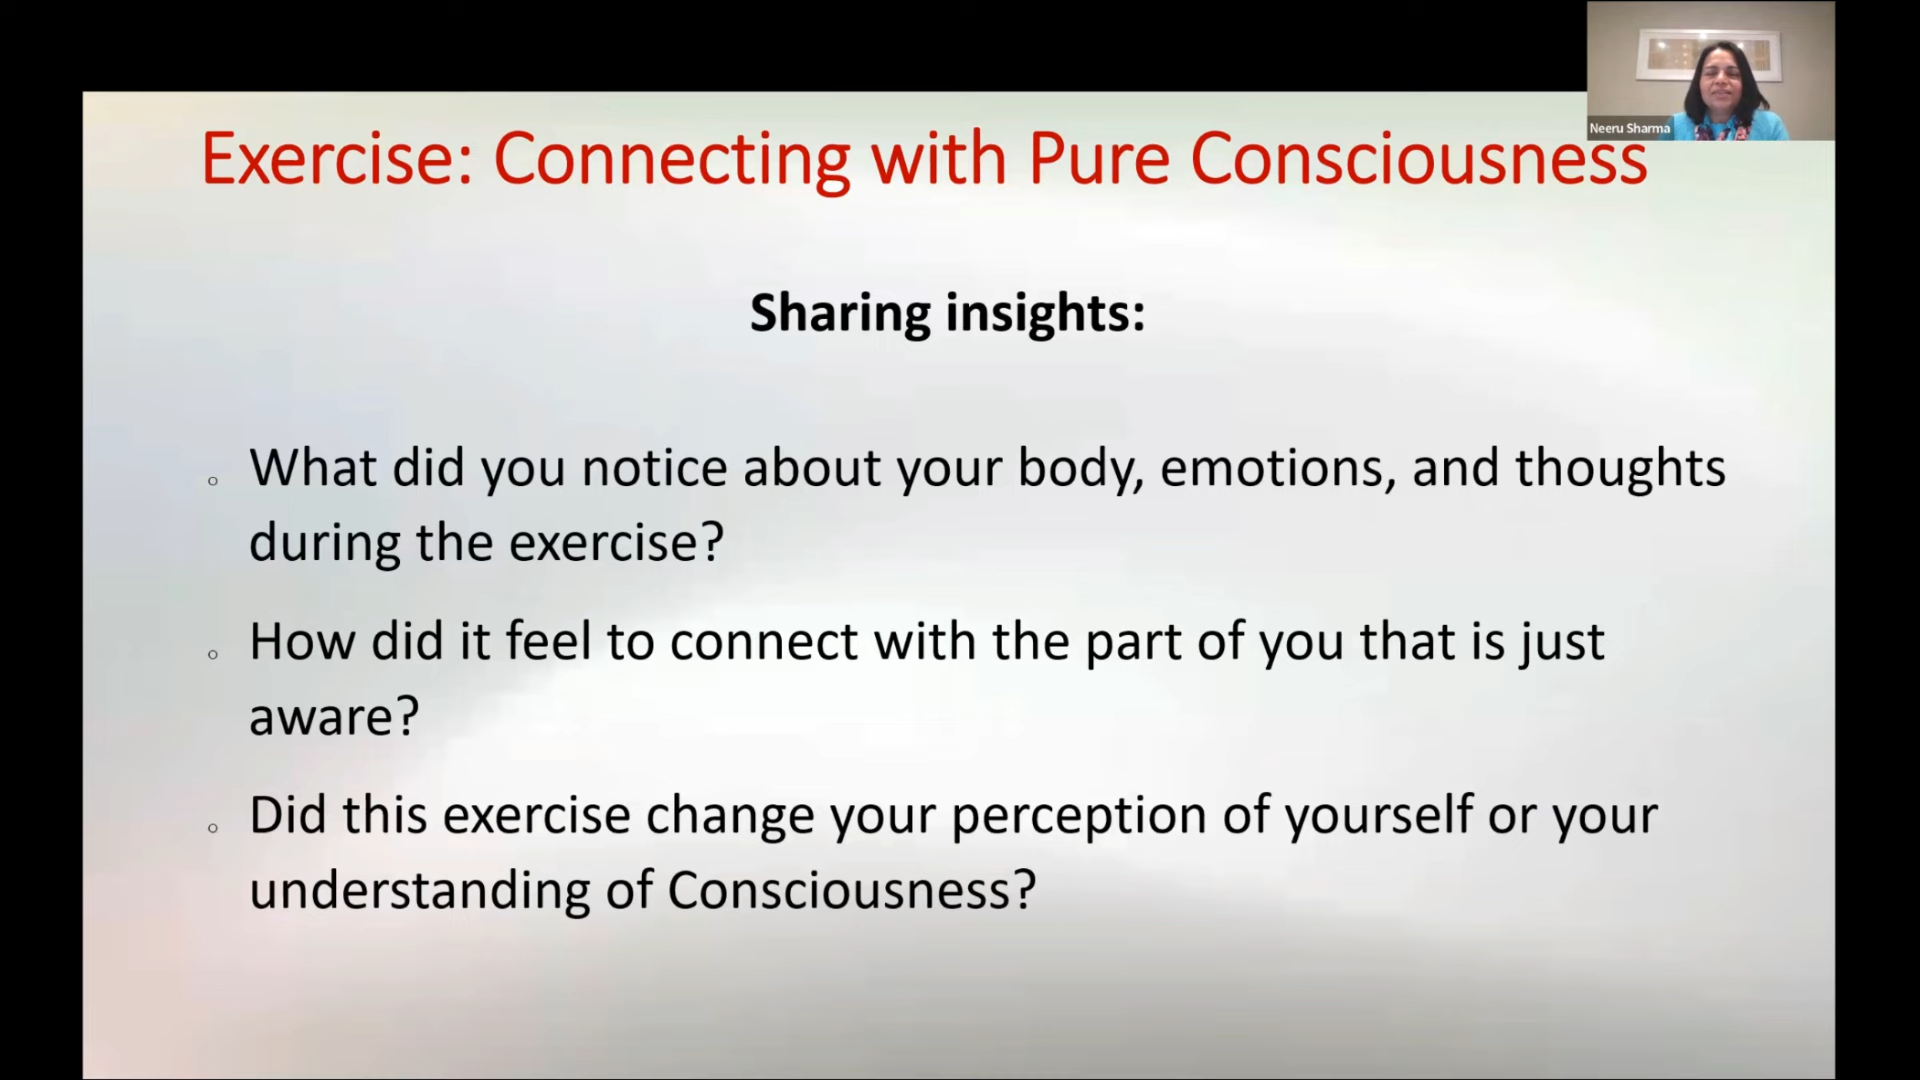 Neeru Sharma
Exercise: Connecting with Pure Consciousness
Sharing insights:
What did you notice about your body, emotions, and thoughts
during the exercise?
How did it feel to connect with the part of you that is just
aware?
Did this exercise change your perception of yourself or your
understanding of Consciousness?